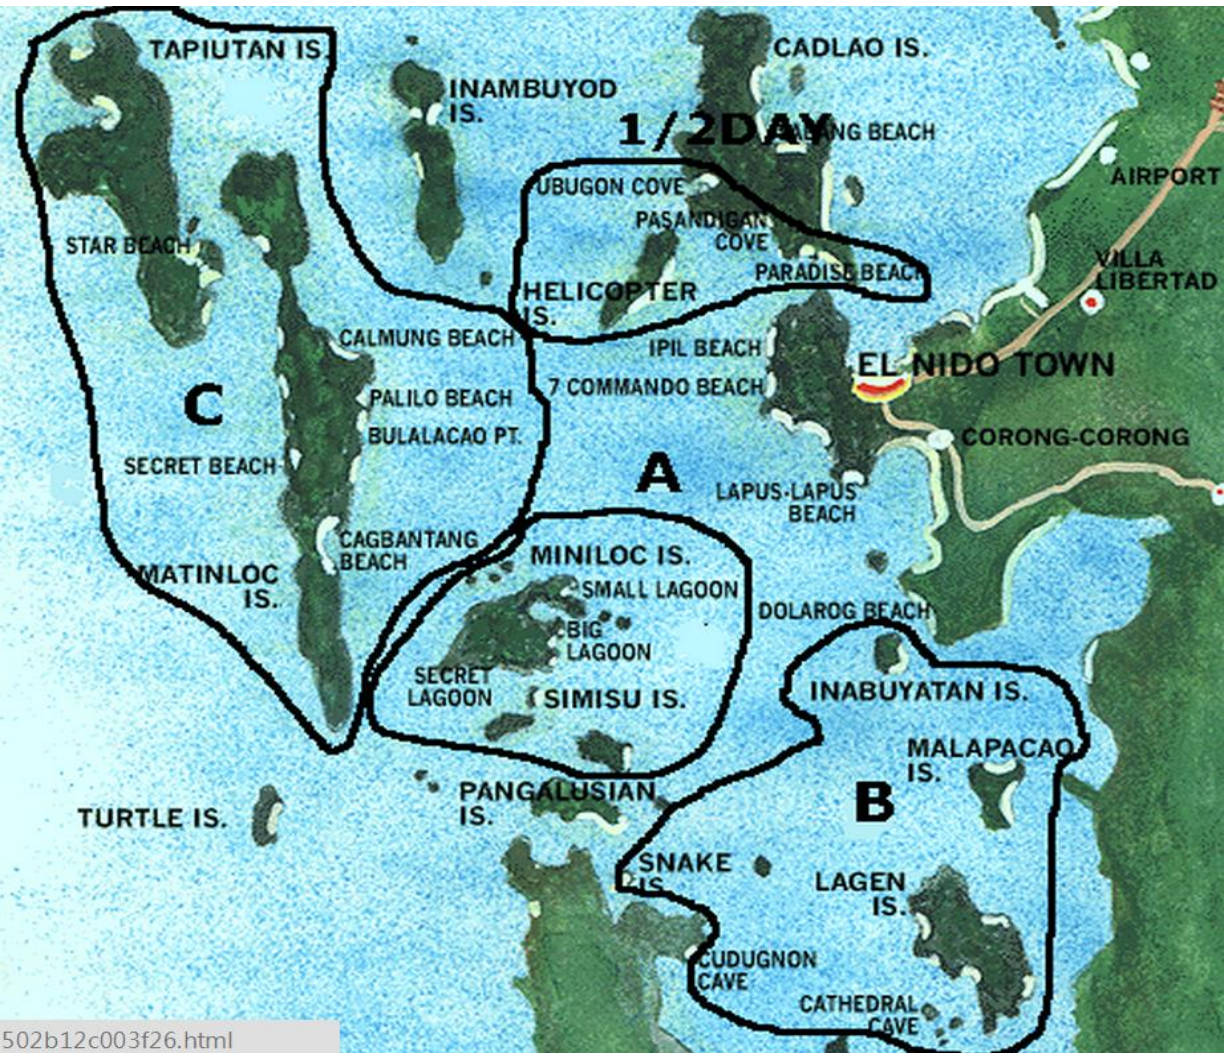 TAPIUTAN IS.
CADLAO IS.
INAMBUYOD
IS.
1/2DAY
BEACH
AIRPORT
UBUGON COVE
PASANDIGAN
COVE
STAR BEACH
PARADISE BEACH
VILLA
LIBERTAD
HELICOPTER
IS.
CALMUNG BEACH
IPIL BEACH
EL NIDO TOWN
7 COMMANDO BEACH
C
PALILO BEACH
BULALACAO PT.
CORONG-CORONG
SECRET BEACH
A
LAPUS-LAPUS
BEACH
CAGBANTANG
BEACH
MINILOC IS.
MATINLOC
IS.
SMALL LAGOON
DOLAROG BEACH
BIG
LAGOON
SECRET
LAGOON
SIMISU IS.
INABUYATAN IS.
MALAPACAO
IS.
PANGALUSIAN
IS.
B
TURTLE IS.
SNAKE
IS.
LAGEN
IS.
CUDUGNON
CAVE
CATHEDRAL
CAVE
502b12c003f26.html